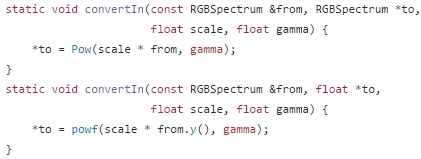 static void convertIn(const RGBSpectrum &from, RGBSpectrum *to,
                      float scale, float gamma) {
    *to = Pow(scale * from, gamma);
}
static void convertIn(const RGBSpectrum &from, float *to,
                      float scale, float gamma) {
    *to = powf(scale * from.y(), gamma);
}